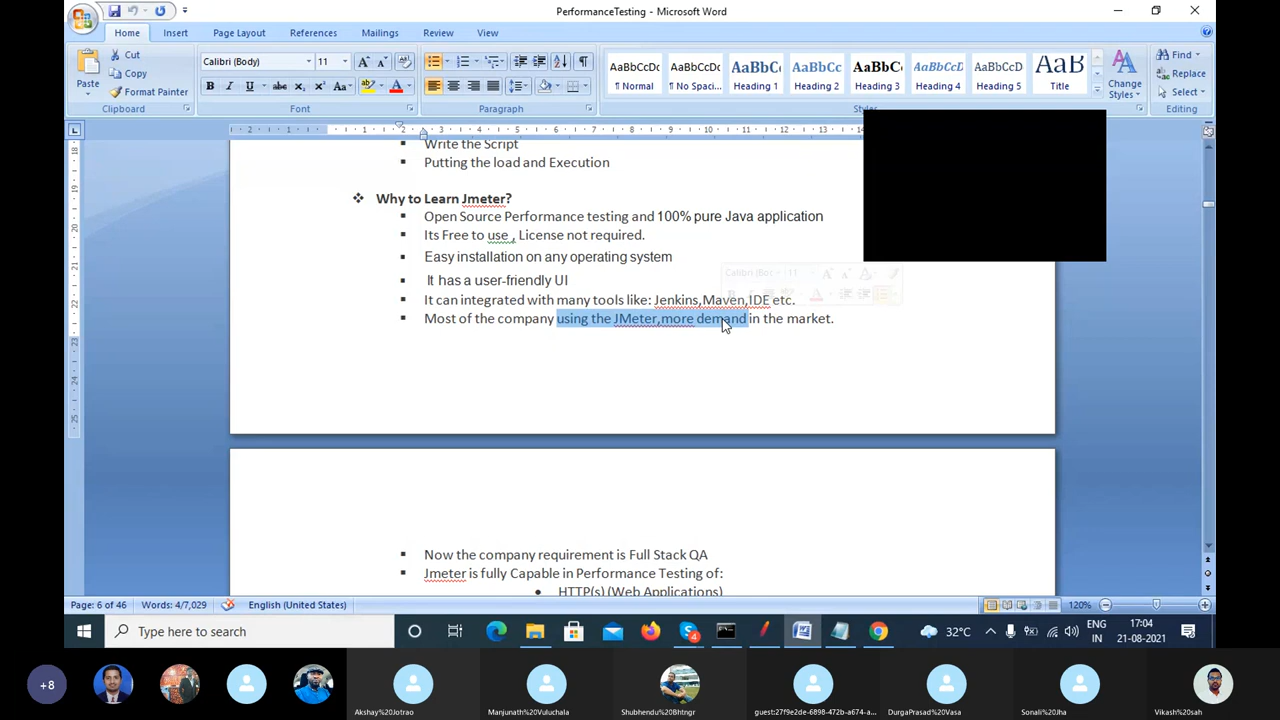 PerformanceTesting - Microsoft Word
Home Insert Page Layout References Mailings Review View
Paste
Cut
Copy
Format Painter
Clipboard
Calibri (Body) 11
Font
Paragraph
AaBbCcDc AaBbCcDc AaBbC AaBbCc AaBbC AaBbCcD AaBbCcD AaB
¶ Normal ¶ No Spaci... Heading 1 Heading 2 Heading 3 Heading 4 Heading 5 Title
Change Styles
Styles
Find
Replace
Select
Editing
Write the Script
Putting the load and Execution
Why to Learn Jmeter?
Open Source Performance testing and 100% pure Java application
Its Free to use , License not required.
Easy installation on any operating system
It has a user-friendly UI
It can integrated with many tools like: Jenkins,Maven,IDE etc.
Most of the company using the JMeter,more demand in the market.
Now the company requirement is Full Stack QA
Jmeter is fully Capable in Performance Testing of:
HTTP(s) (Web Applications)
Page: 6 of 46 Words: 4/7,029 English (United States) 120%
Type here to search
32°C
ENG
IN
17:04
21-08-2021
+8
Akshay%20Jotrao
Manjunath%20Vuluchala
Shubhendu%20Bhtngr
guest:27f9e2de-6898-472b-a674-a...
DurgaPrasad%20Vasa
Sonali%20Jha
Vikash%20sah